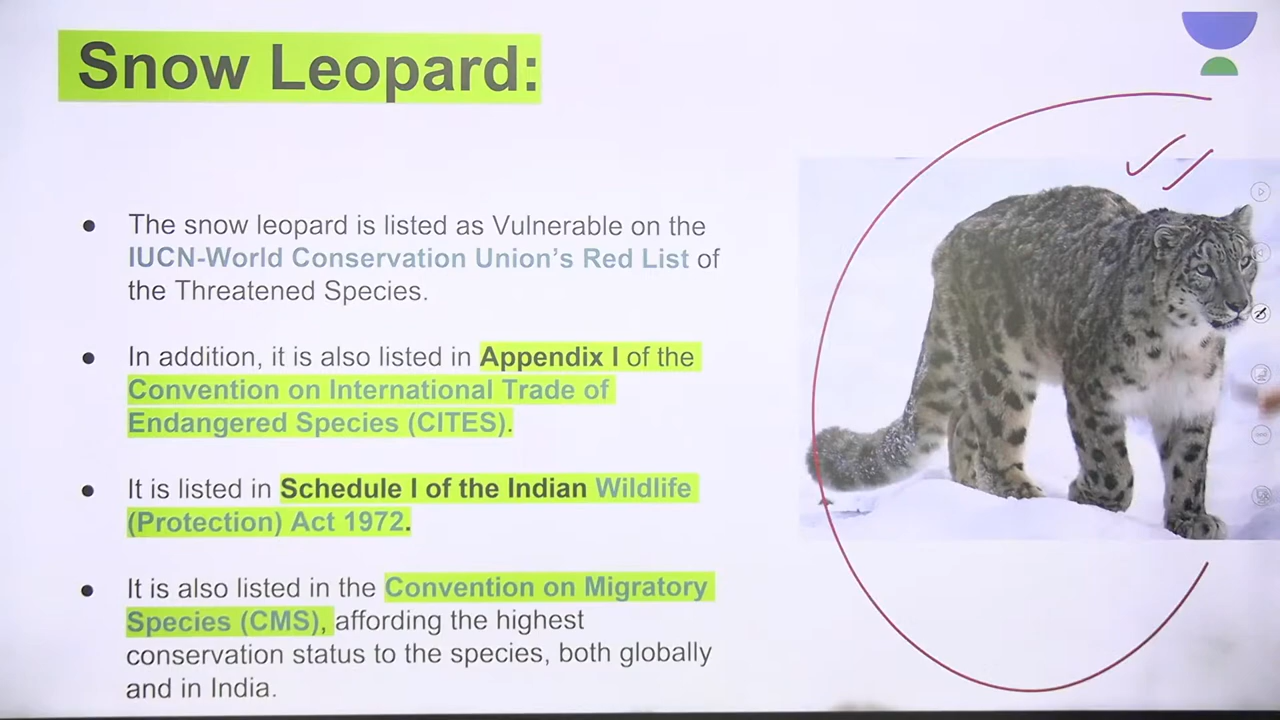 Snow Leopard:
● The snow leopard is listed as Vulnerable on the
IUCN-World Conservation Union’s Red List of
the Threatened Species.
● In addition, it is also listed in Appendix I of the
Convention on International Trade of
Endangered Species (CITES).
● It is listed in Schedule I of the Indian Wildlife
(Protection) Act 1972.
● It is also listed in the Convention on Migratory
Species (CMS), affording the highest
conservation status to the species, both globally
and in India.